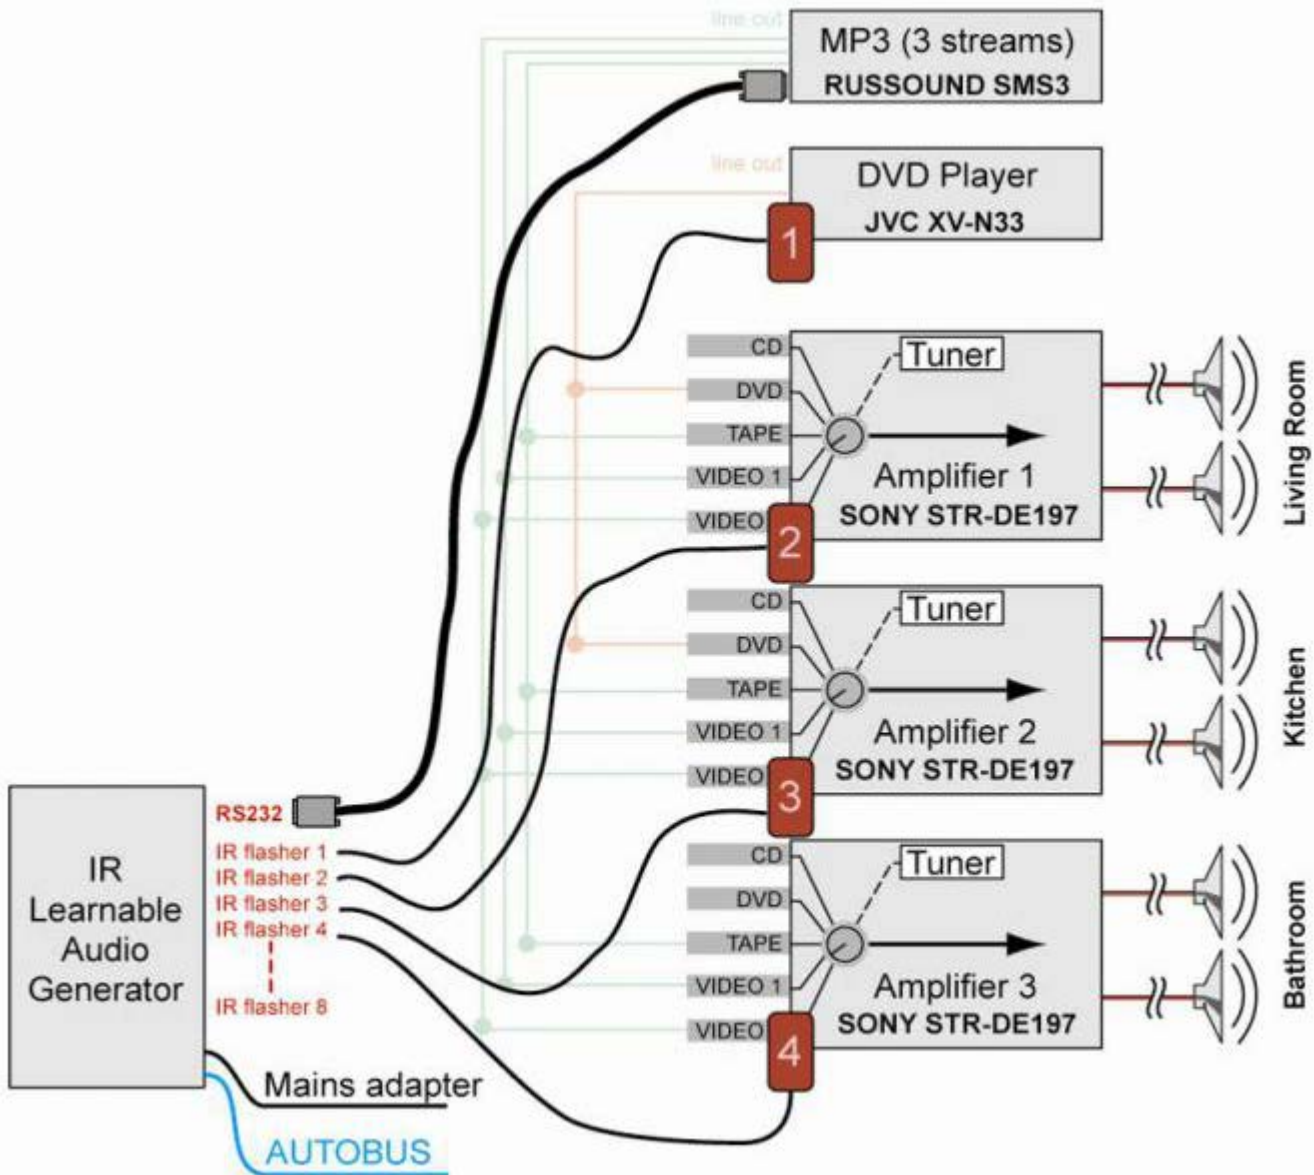 line out
MP3 (3 streams)
RUSSOUND SMS3
line out
DVD Player
JVC XV-N33
1
CD
DVD
TAPE
VIDEO 1
VIDEO
Tuner
Amplifier 1
SONY STR-DE197
2
Living Room
CD
DVD
TAPE
VIDEO 1
VIDEO
Tuner
Amplifier 2
SONY STR-DE197
3
Kitchen
CD
DVD
TAPE
VIDEO 1
VIDEO
Tuner
Amplifier 3
SONY STR-DE197
4
Bathroom
IR
Learnable
Audio
Generator
RS232
IR flasher 1
IR flasher 2
IR flasher 3
IR flasher 4
IR flasher 8
Mains adapter
AUTOBUS